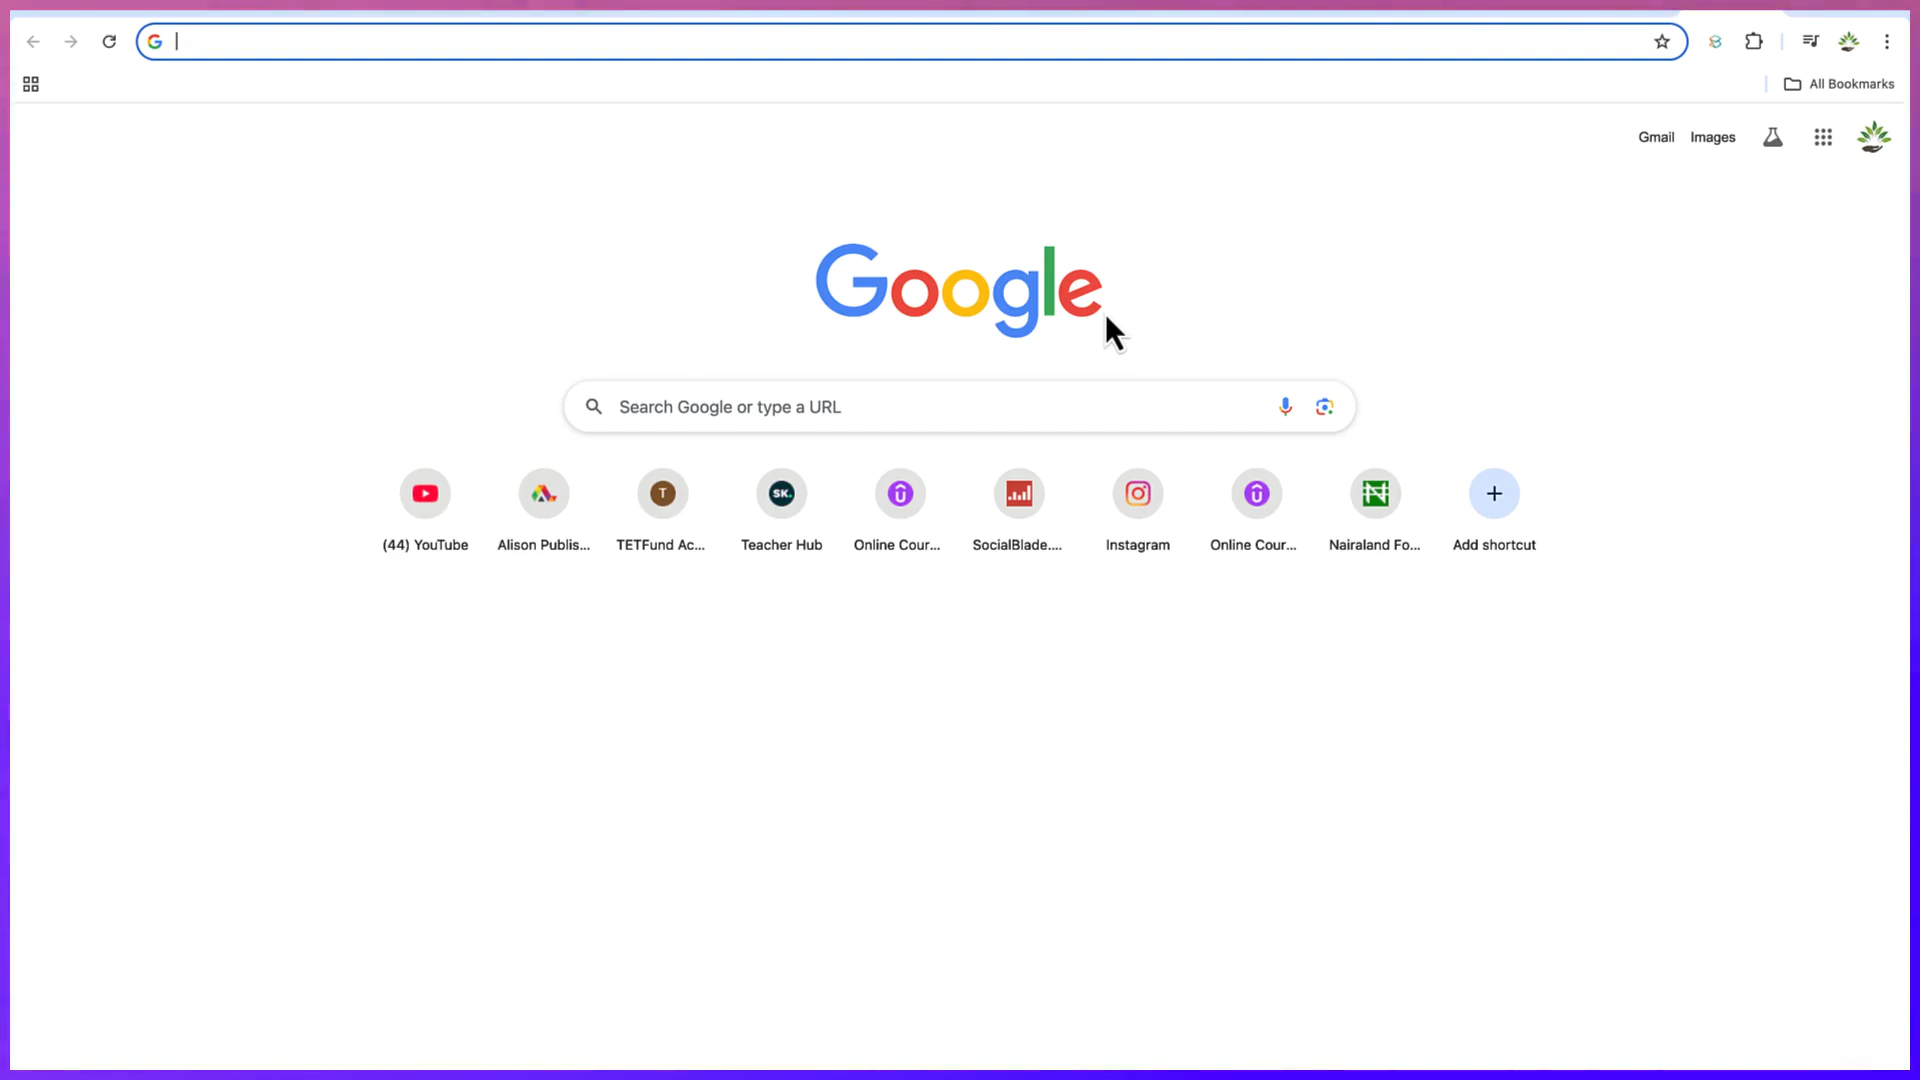 All Bookmarks
Gmail Images
Google
Search Google or type a URL
T SK.
(44) YouTube Alison Publis... TETFund Ac... Teacher Hub Online Cour... SocialBlade.... Instagram Online Cour... Nairaland Fo... Add shortcut